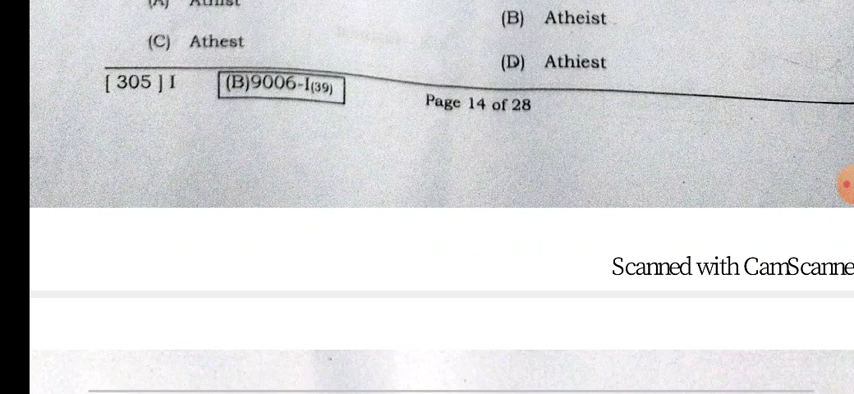 (A)
(B) Atheist
(C) Athest
(D) Athiest
[ 305 ] I (B)9006-I(39)
Page 14 of 28
Scanned with CamScanne